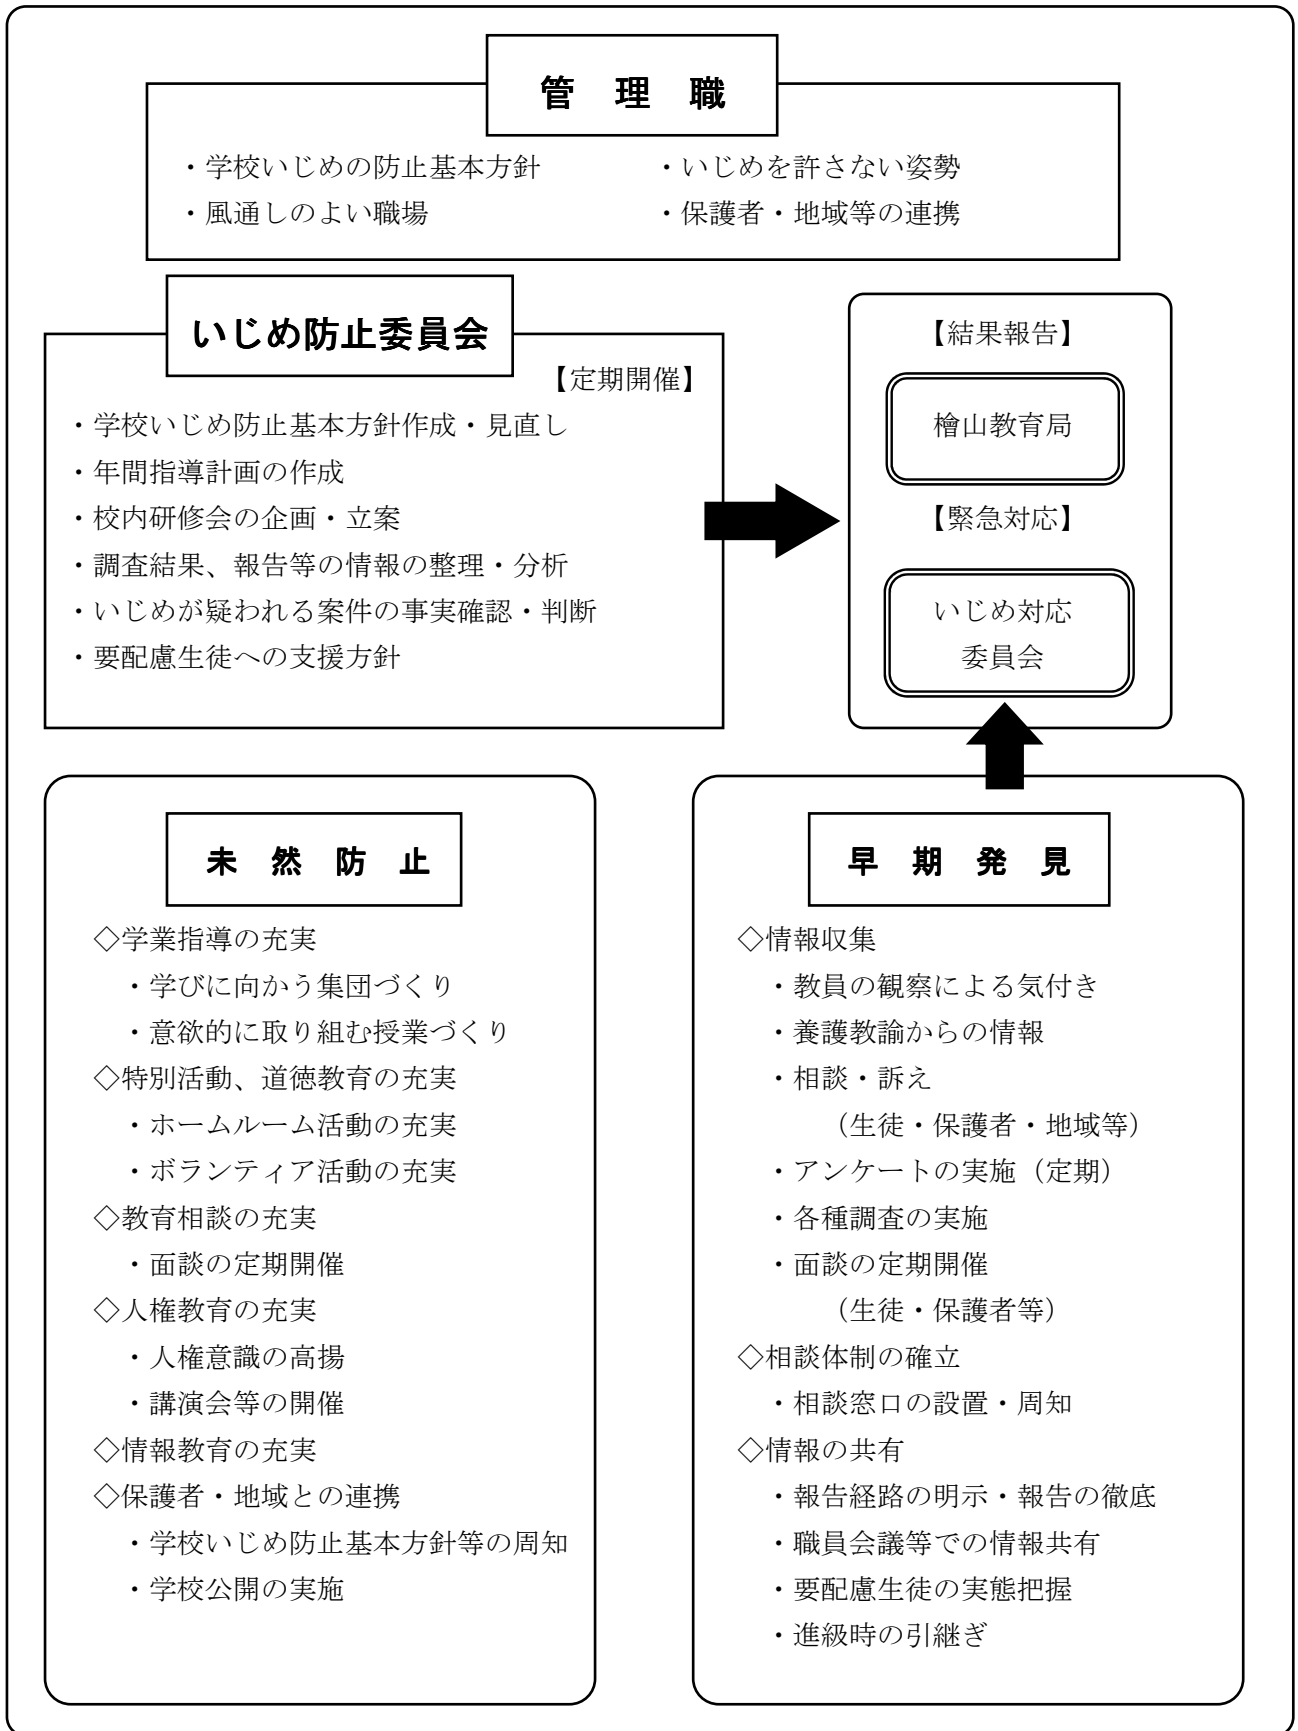 管　理　職
・学校いじめの防止基本方針
・いじめを許さない姿勢
・風通しのよい職場
・保護者・地域等の連携
いじめ防止委員会
【定期開催】
・学校いじめ防止基本方針作成・見直し
・年間指導計画の作成
・校内研修会の企画・立案
・調査結果、報告等の情報の整理・分析
・いじめが疑われる案件の事実確認・判断
・要配慮生徒への支援方針
【結果報告】
檜山教育局
【緊急対応】
いじめ対応
委員会
未　然　防　止
◇学業指導の充実
・学びに向かう集団づくり
・意欲的に取り組む授業づくり
◇特別活動、道徳教育の充実
・ホームルーム活動の充実
・ボランティア活動の充実
◇教育相談の充実
・面談の定期開催
◇人権教育の充実
・人権意識の高揚
・講演会等の開催
◇情報教育の充実
◇保護者・地域との連携
・学校いじめ防止基本方針等の周知
・学校公開の実施
早　期　発　見
◇情報収集
・教員の観察による気付き
・養護教諭からの情報
・相談・訴え
（生徒・保護者・地域等）
・アンケートの実施（定期）
・各種調査の実施
・面談の定期開催
（生徒・保護者等）
◇相談体制の確立
・相談窓口の設置・周知
◇情報の共有
・報告経路の明示・報告の徹底
・職員会議等での情報共有
・要配慮生徒の実態把握
・進級時の引継ぎ